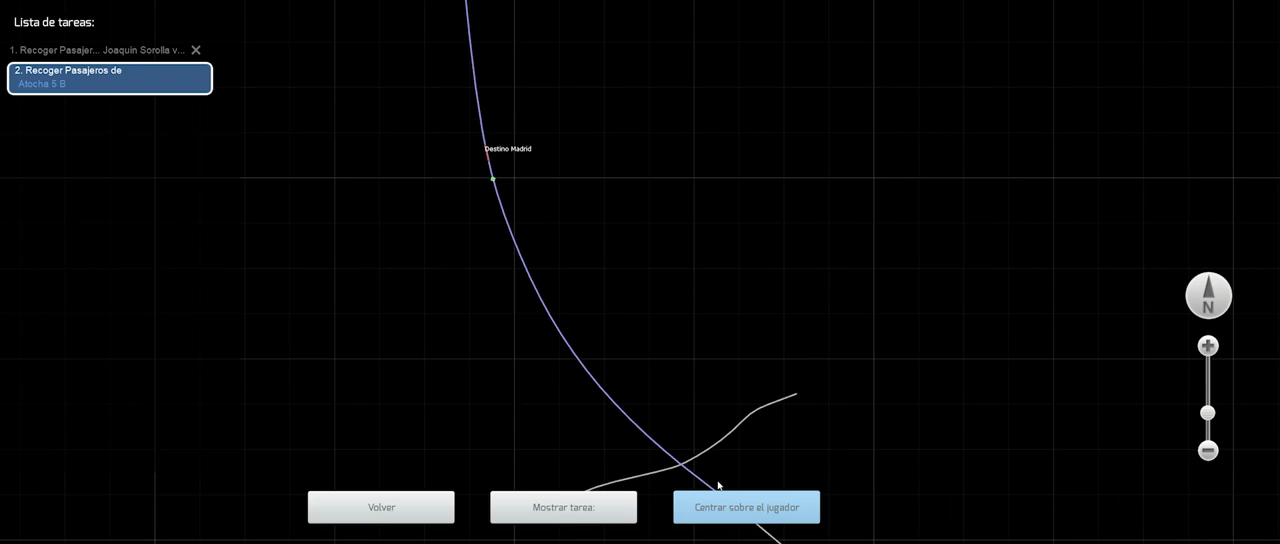 Lista de tareas:
1. Recoger Pasajer... Joaquin Sorolla v...
2. Recoger Pasajeros de
Atocha 5 B
Destino Madrid
N
Volver
Mostrar tarea:
Centrar sobre el jugador